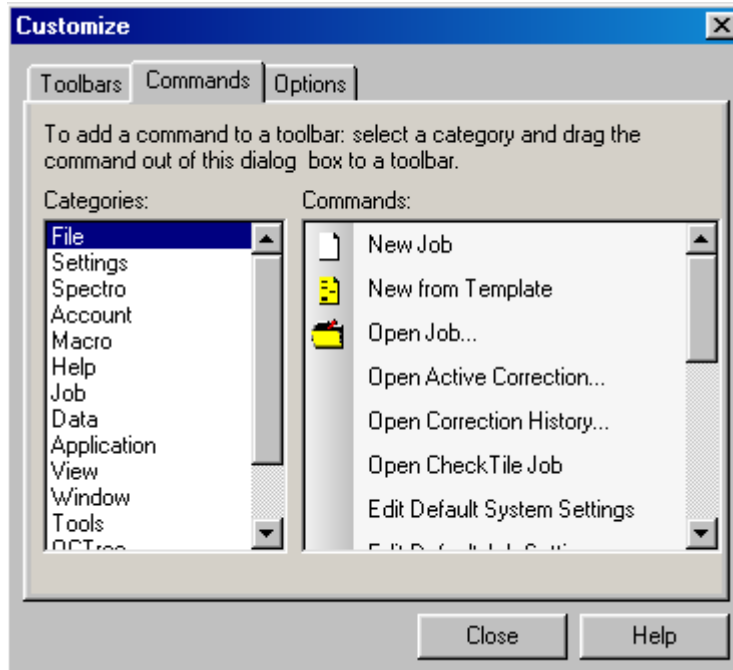 Customize
Toolbars
Commands
Options
To add a command to a toolbar: select a category and drag the
command out of this dialog box to a toolbar.
Categories:
Commands:
File
Settings
Spectro
Account
Macro
Help
Job
Data
Application
View
Window
Tools
New Job
New from Template
Open Job...
Open Active Correction...
Open Correction History...
Open CheckTile Job
Edit Default System Settings
Close
Help